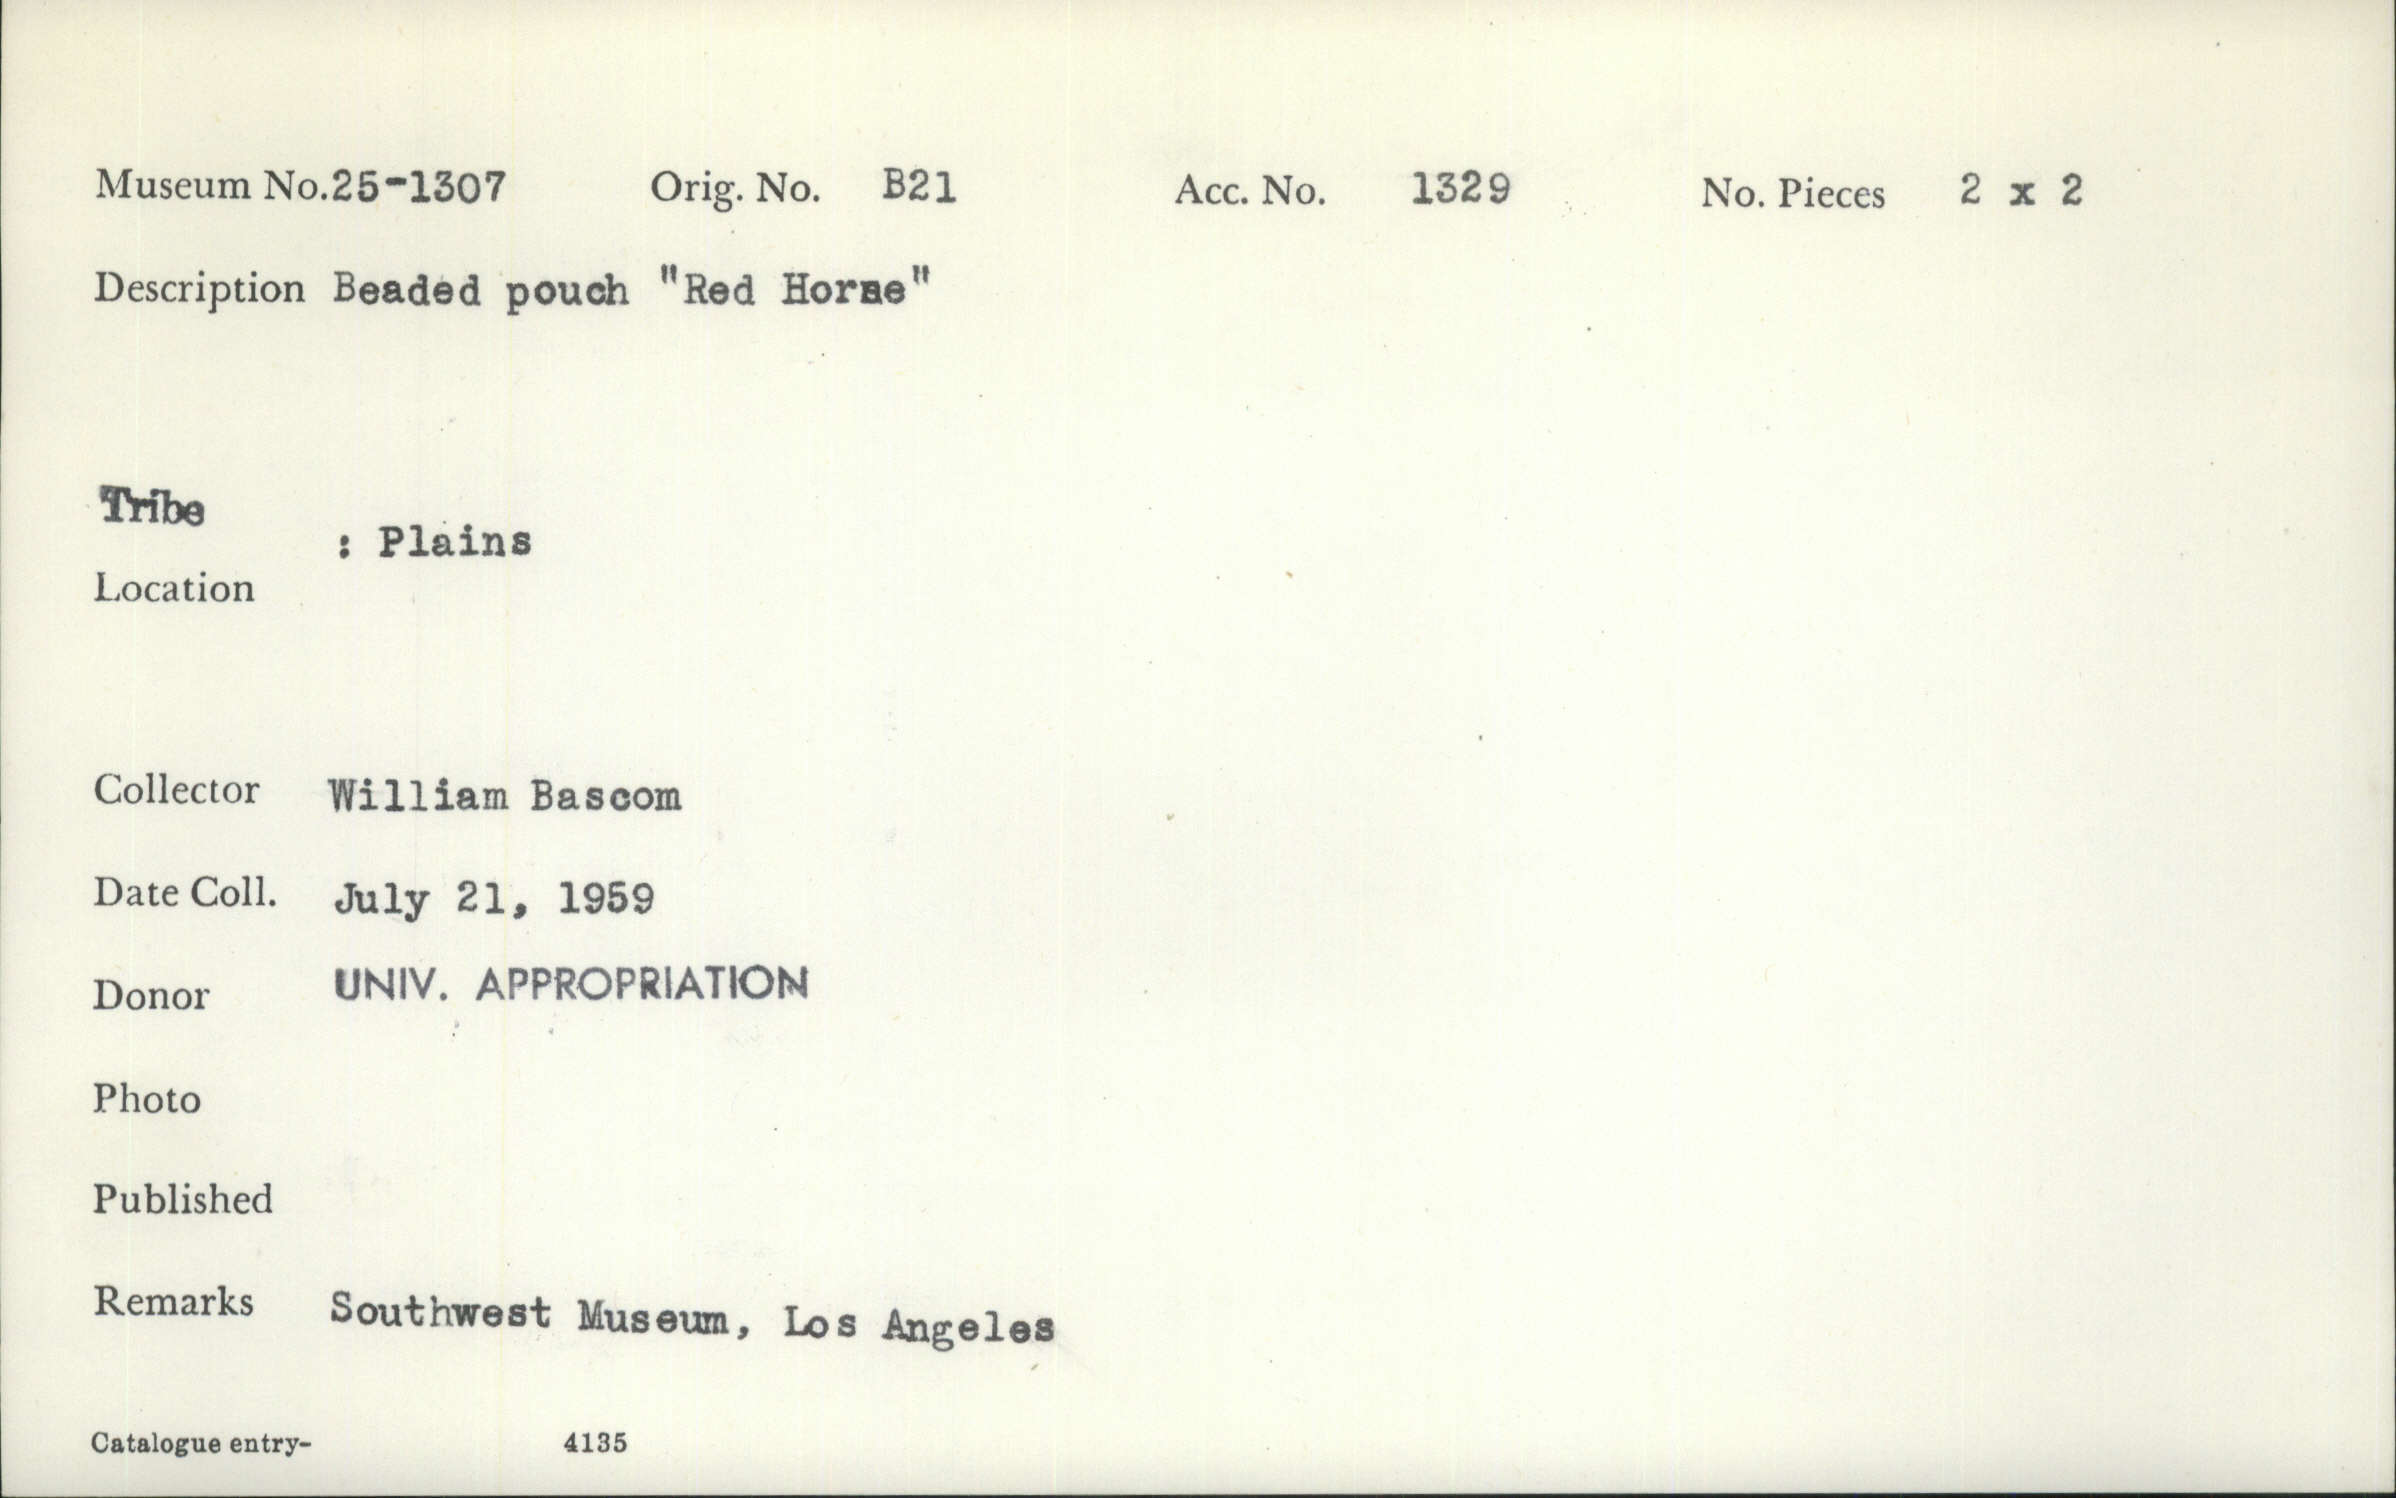 Museum No. 25-1307 Orig. No. B21 Acc. No. 1329 No. Pieces 2 x 2
Description Beaded pouch "Red Horse"
Tribe
: Plains
Location
Collector William Bascom
Date Coll. July 21, 1959
Donor UNIV. APPROPRIATION
Photo
Published
Remarks Southwest Museum, Los Angeles
Catalogue entry- 4135